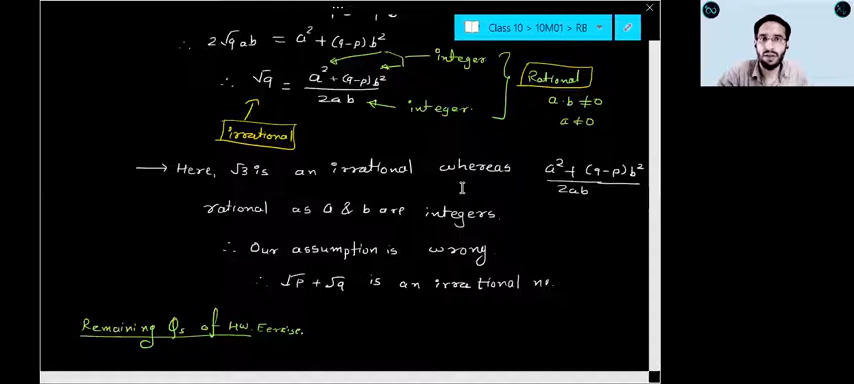 Class 10 > 10M01 > RB
∴ 2√q ab = a² + (q-p)b²
integer
∴ √q = a² + (q-p)b² / 2ab
Rational
a·b ≠ 0
integer.
a ≠ 0
irrational
→ Here, √3 is an irrational whereas a² + (q-p)b² / 2ab
rational as a & b are integers.
∴ Our assumption is wrong
∴ √p + √q is an irrational no.
Remaining Qs of HW. Eercise.